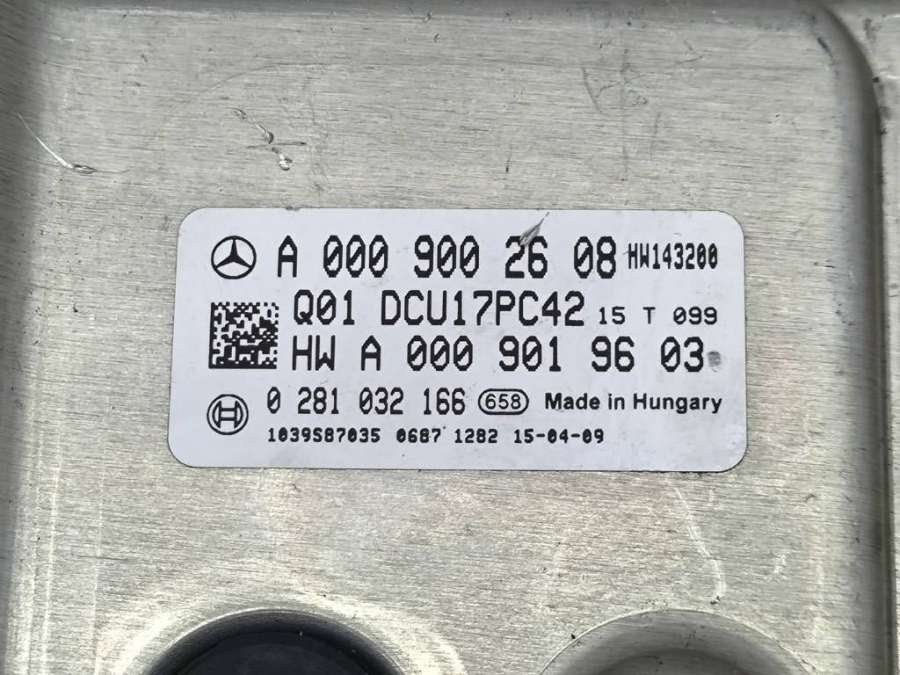 A 000 900 26 08 HW143200
Q01 DCU17PC42 15 T 099
HW A 000 901 96 03
0 281 032 166 658 Made in Hungary
1039S87035 0687 1282 15-04-09